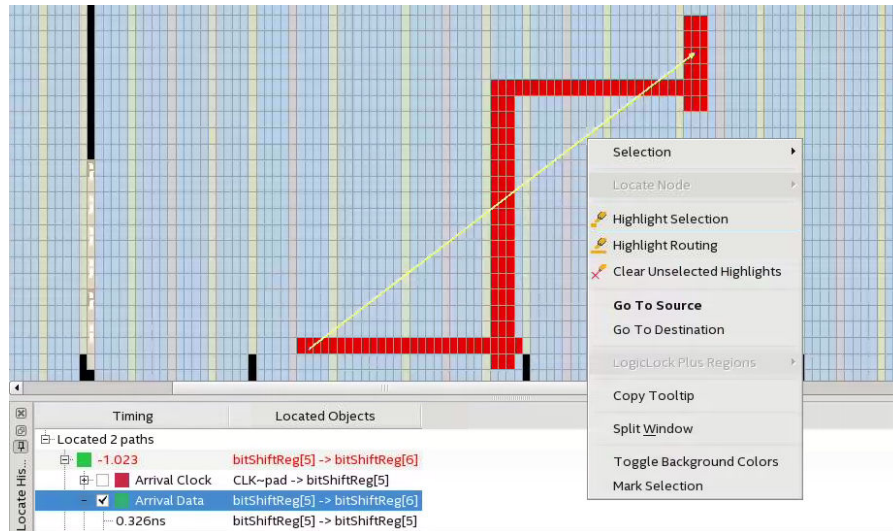 Selection
Locate Node
Highlight Selection
Highlight Routing
Clear Unselected Highlights
Go To Source
Go To Destination
LogicLock Plus Regions
Copy Tooltip
Split Window
Toggle Background Colors
Mark Selection
Locate His...
Timing Located Objects
Located 2 paths
-1.023 bitShiftReg[5] -> bitShiftReg[6]
Arrival Clock CLK~pad -> bitShiftReg[5]
Arrival Data bitShiftReg[5] -> bitShiftReg[6]
0.326ns bitShiftReg[5] -> bitShiftReg[5]